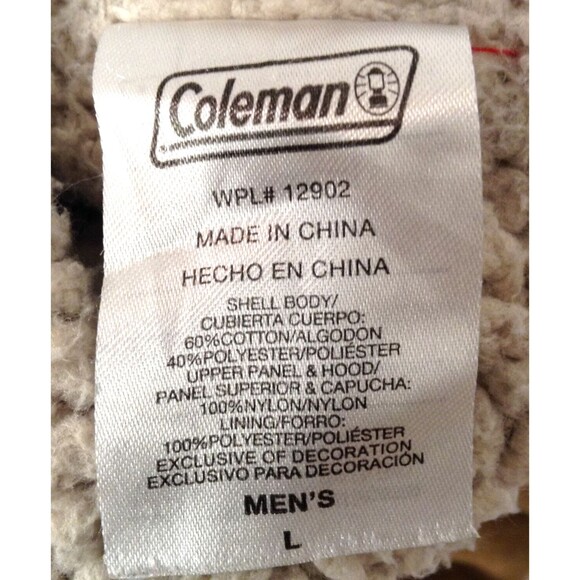 Coleman
WPL# 12902
MADE IN CHINA
HECHO EN CHINA
SHELL BODY/
CUBIERTA CUERPO:
60%COTTON/ALGODON
40%POLYESTER/POLIÉSTER
UPPER PANEL & HOOD/
PANEL SUPERIOR & CAPUCHA:
100%NYLON/NYLON
LINING/FORRO:
100%POLYESTER/POLIÉSTER
EXCLUSIVE OF DECORATION
EXCLUSIVO PARA DECORACIÓN
MEN'S
L